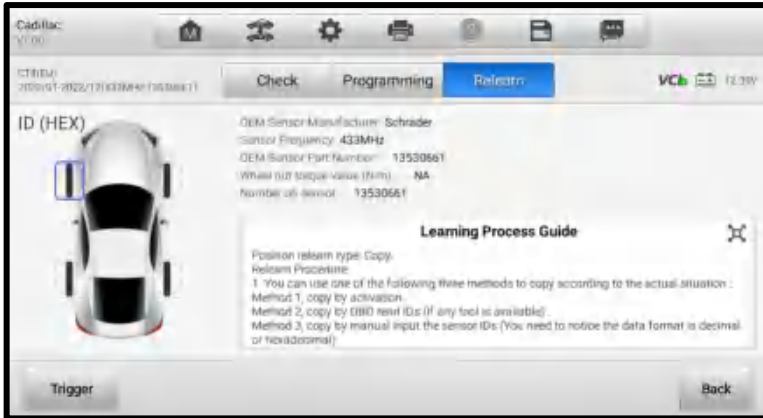 Cadillac
Check
Programming
Relearn
VCI
ID (HEX)
OEM Sensor Manufacturer: Schrader
Sensor Frequency: 433MHz
OEM Sensor Part Number: 13530661
Wheel nut torque value (N·m): NA
Number on sensor: 13530661
Learning Process Guide
Position relearn type: Copy.
Relearn Procedure
1. You can use one of the following three methods to copy according to the actual situation :
Method 1, copy by activation.
Method 2, copy by OBD read IDs (if any tool is available)
Method 3, copy by manual input the sensor IDs (You need to notice the data format is decimal
or hexadecimal)
Trigger
Back